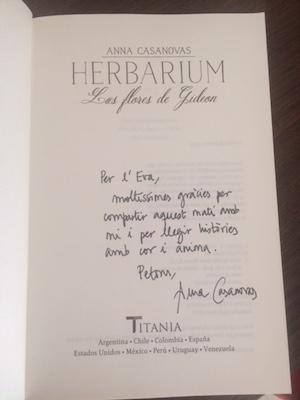 ANNA CASANOVAS
HERBARIUM
Las flores de Gideon
Per l'Eva,
moltíssimes gràcies per
compartir aquest matí amb
mi i per llegir històries
amb cor i ànima.
Petons,
Anna Casanovas
TITANIA
Argentina • Chile • Colombia • España
Estados Unidos • México • Perú • Uruguay • Venezuela